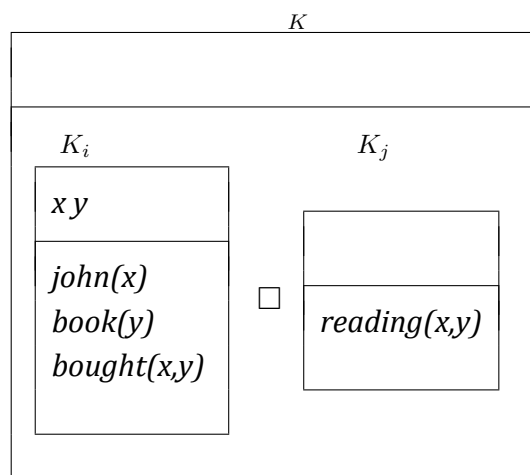 K
K_i
K_j
x y
john(x)
book(y)
bought(x,y)
□
reading(x,y)